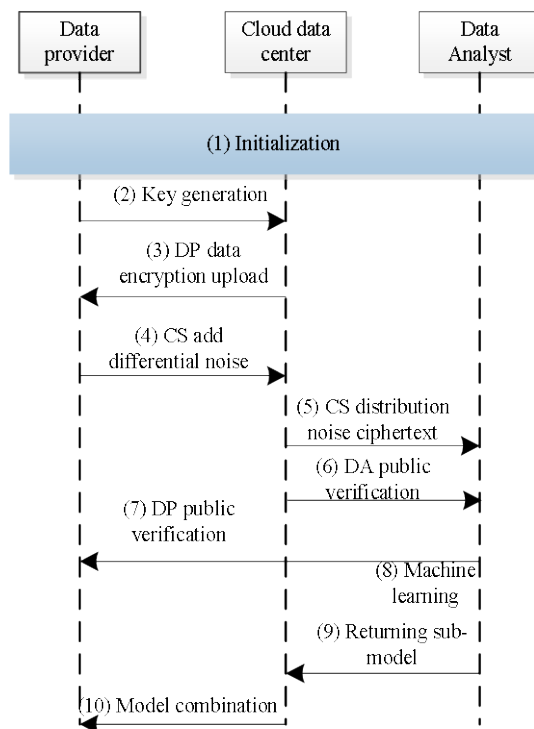 Data
provider
Cloud data
center
Data
Analyst
(1) Initialization
(2) Key generation
(3) DP data
encryption upload
(4) CS add
differential noise
(5) CS distribution
noise ciphertext
(6) DA public
verification
(7) DP public
verification
(8) Machine
learning
(9) Returning sub-
model
(10) Model combination